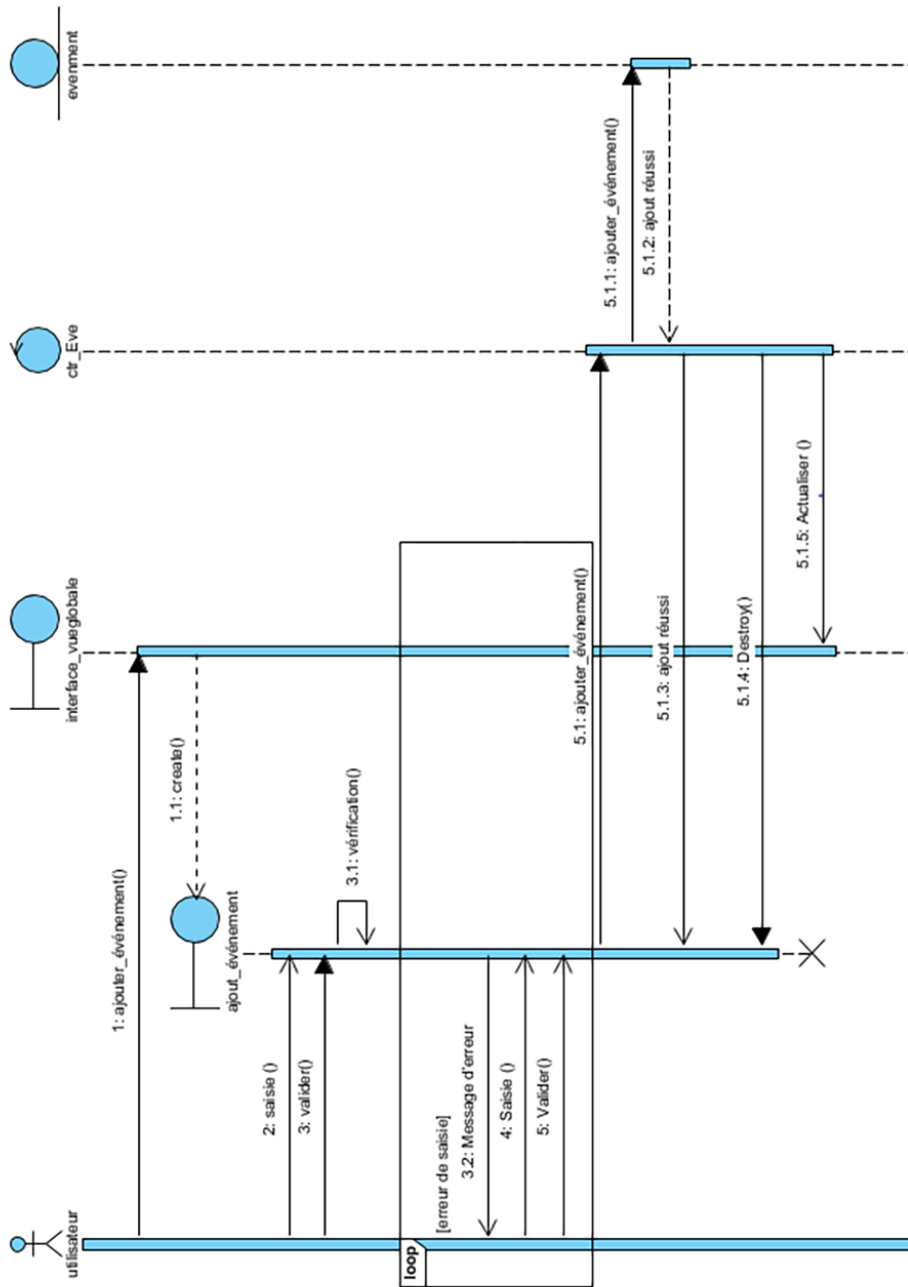 utilisateur
ajout_événement
interface_vueglobale
ctr_Eve
evenment
1: ajouter_événement()
1.1: create()
2: saisie ()
3: valider()
3.1: vérification()
loop
[erreur de saisie]
3.2: Message d'erreur
4: Saisie ()
5: Valider()
5.1: ajouter_événement()
5.1.1: ajouter_événement()
5.1.2: ajout réussi
5.1.3: ajout réussi
5.1.4: Destroy()
5.1.5: Actualiser ()